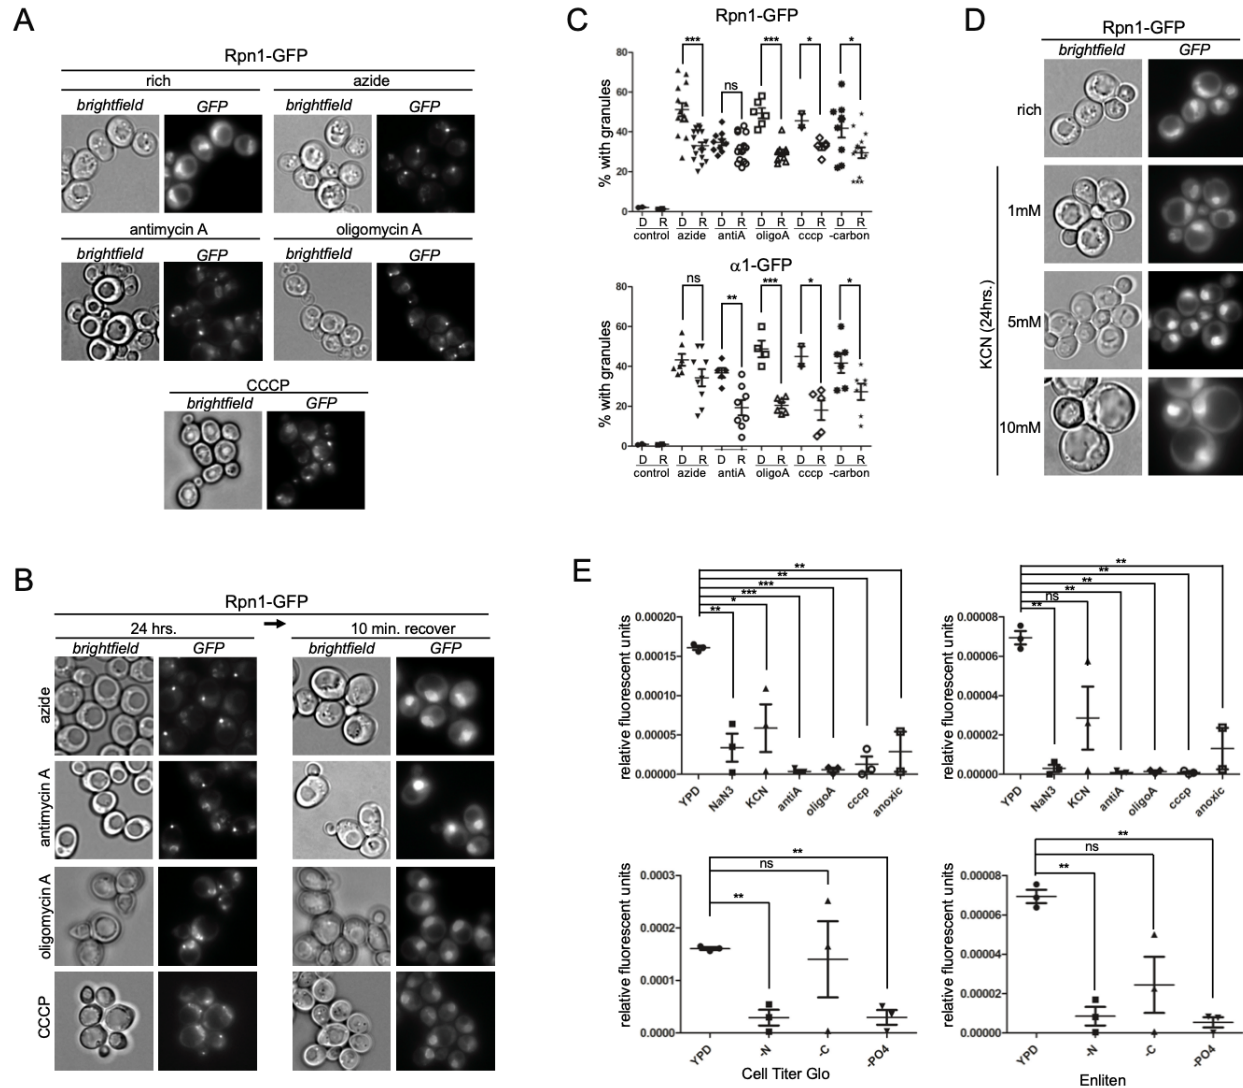 A
Rpn1-GFP
rich
azide
brightfield
GFP
brightfield
GFP
antimycin A
oligomycin A
brightfield
GFP
brightfield
GFP
CCCP
brightfield
GFP
B
Rpn1-GFP
24 hrs.
10 min. recover
brightfield
GFP
brightfield
GFP
azide
antimycin A
oligomycin A
CCCP
C
Rpn1-GFP
% with granules
80
60
40
20
0
***
ns
***
*
*
D R D R D R D R D R D R
control azide antiA oligoA cccp -carbon
α1-GFP
% with granules
80
60
40
20
0
ns
**
***
*
*
D R D R D R D R D R D R
control azide antiA oligoA cccp -carbon
D
Rpn1-GFP
brightfield
GFP
rich
1mM
5mM
10mM
KCN (24hrs.)
E
relative fluorescent units
0.00020
0.00015
0.00010
0.00005
0.00000
**
**
***
***
*
**
YPD NaN3 KCN antiA oligoA cccp anoxic
relative fluorescent units
0.00008
0.00006
0.00004
0.00002
0.00000
**
**
**
**
ns
**
YPD NaN3 KCN antiA oligoA cccp anoxic
relative fluorescent units
0.0003
0.0002
0.0001
0.0000
**
ns
**
YPD -N -C -PO4
Cell Titer Glo
relative fluorescent units
0.00008
0.00006
0.00004
0.00002
0.00000
**
ns
**
YPD -N -C -PO4
Enliten